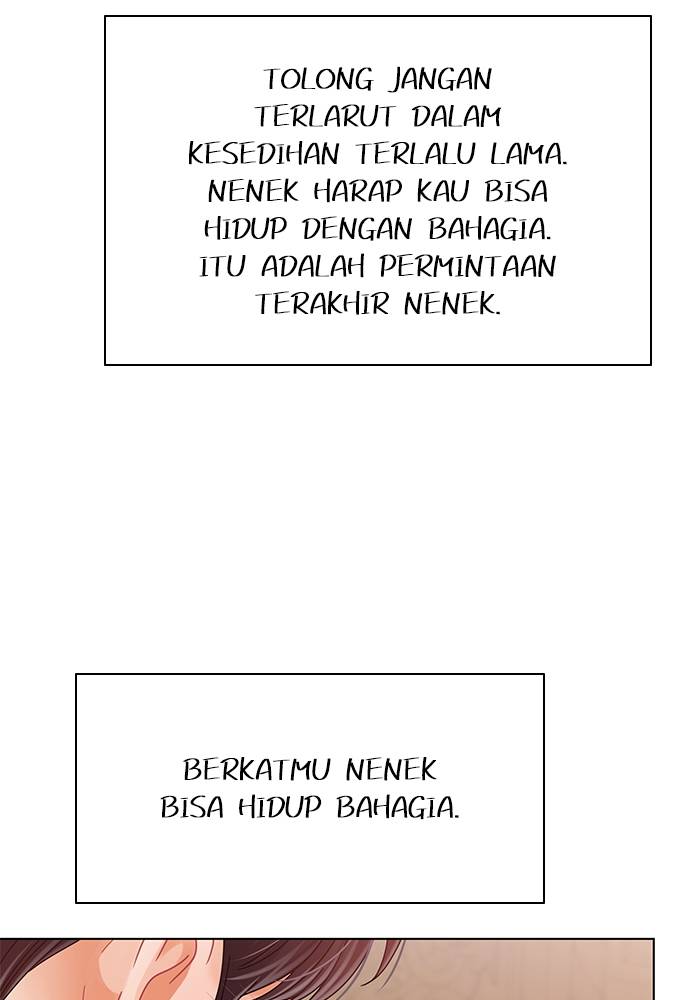 TOLONG JANGAN
TERLARUT DALAM
KESEDIHAN TERLALU LAMA.
NENEK HARAP KAU BISA
HIDUP DENGAN BAHAGIA.
ITU ADALAH PERMINTAAN
TERAKHIR NENEK.
BERKATMU NENEK
BISA HIDUP BAHAGIA.